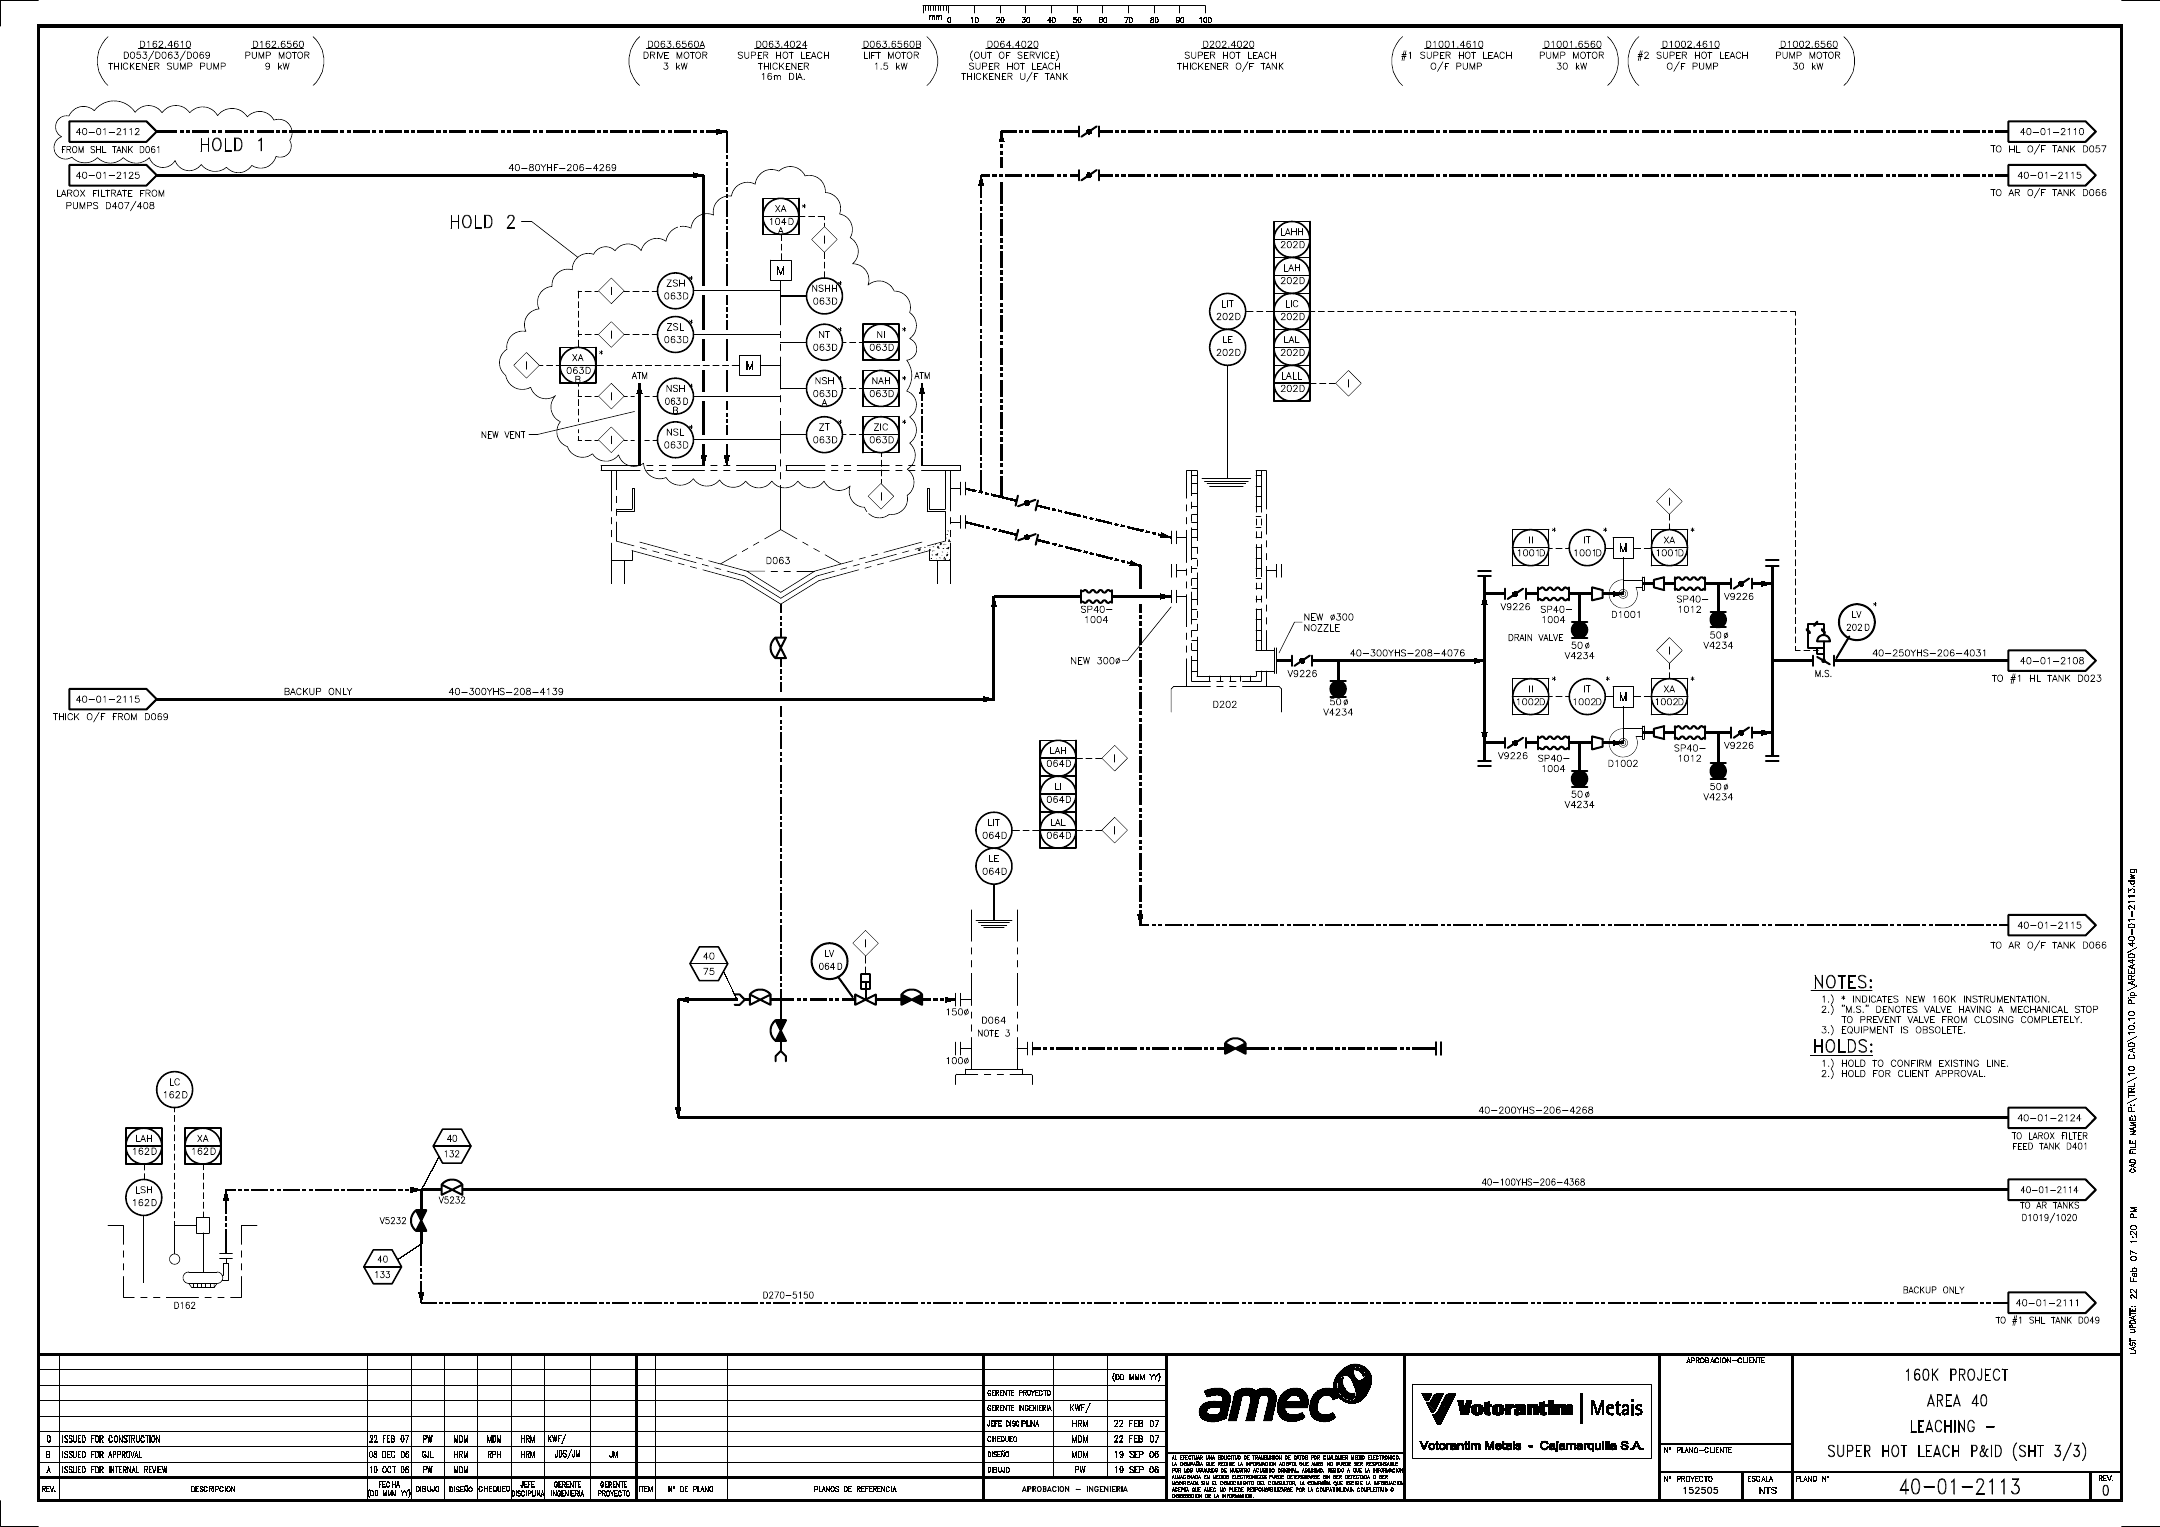 mm 0 10 20 30 40 50 60 70 80 90 100
D162.4610
D053/D063/D069
THICKENER SUMP PUMP
D162.6560
PUMP MOTOR
9 kW
D063.6560A
DRIVE MOTOR
3 kW
D063.4024
SUPER HOT LEACH
THICKENER
16m DIA.
D063.6560B
LIFT MOTOR
1.5 kW
D064.4020
(OUT OF SERVICE)
SUPER HOT LEACH
THICKENER U/F TANK
D202.4020
SUPER HOT LEACH
THICKENER O/F TANK
D1001.4610
#1 SUPER HOT LEACH
O/F PUMP
D1001.6560
PUMP MOTOR
30 kW
D1002.4610
#2 SUPER HOT LEACH
O/F PUMP
D1002.6560
PUMP MOTOR
30 kW
40-01-2112
FROM SHL TANK D061
HOLD 1
40-01-2125
LAROX FILTRATE FROM
PUMPS D407/408
40-80YHF-206-4269
40-01-2110
TO HL O/F TANK D057
40-01-2115
TO AR O/F TANK D066
HOLD 2
XA *
104D
A
I
M
ZSH *
063D
I
NSHH *
063D
ZSL *
063D
I
NT *
063D
NI *
063D
XA *
063D
B
I
M
NSH *
063D
B
I
NSH *
063D
A
NAH *
063D
NSL *
063D
I
ZT *
063D
ZIC *
063D
I
ATM
ATM
NEW VENT
D063
LAHH
202D
LAH
202D
LIC
202D
LAL
202D
LALL
202D
I
LIT
202D
LE
202D
SP40-
1004
NEW 300ø
NEW ø300
NOZZLE
D202
V9226
50ø
V4234
40-300YHS-208-4076
II *
1001D
IT *
1001D
M
XA *
1001D
I
V9226
SP40-
1004
DRAIN VALVE
50ø
V4234
D1001
SP40-
1012
V9226
50ø
V4234
II *
1002D
IT *
1002D
M
XA *
1002D
I
V9226
SP40-
1004
50ø
V4234
D1002
SP40-
1012
V9226
50ø
V4234
LV *
202D
M.S.
40-250YHS-206-4031
40-01-2108
TO #1 HL TANK D023
40-01-2115
THICK O/F FROM D069
BACKUP ONLY
40-300YHS-208-4139
LAH
064D
I
LI
064D
LAL
064D
I
LIT
064D
LE
064D
40-01-2115
TO AR O/F TANK D066
40
75
LV
064D
I
150ø
D064
NOTE 3
100ø
NOTES:
1.) * INDICATES NEW 160K INSTRUMENTATION.
2.) "M.S." DENOTES VALVE HAVING A MECHANICAL STOP
TO PREVENT VALVE FROM CLOSING COMPLETELY.
3.) EQUIPMENT IS OBSOLETE.
HOLDS:
1.) HOLD TO CONFIRM EXISTING LINE.
2.) HOLD FOR CLIENT APPROVAL.
40-200YHS-206-4268
40-01-2124
TO LAROX FILTER
FEED TANK D401
LC
162D
LAH
162D
XA
162D
LSH
162D
D162
40
132
V5232
V5232
40
133
40-100YHS-206-4368
40-01-2114
TO AR TANKS
D1019/1020
D270-5150
BACKUP ONLY
40-01-2111
TO #1 SHL TANK D049
LAST UPDATE: 22 Feb 07 1:20 PM
0 ISSUED FOR CONSTRUCTION 22 FEB 07 PW MDM MDM HRM KWF/
B ISSUED FOR APPROVAL 08 DEC 06 GJL HRM RPH HRM JDS/JM JM
A ISSUED FOR INTERNAL REVIEW 10 OCT 06 PW MDM
REV. DESCRIPCION FECHA (DD MMM YY) DIBUJO DISEÑO CHEQUEO JEFE DISCIPLINA GERENTE INGENIERIA GERENTE PROYECTO ITEM Nº DE PLANO PLANOS DE REFERENCIA APROBACION - INGENIERIA
(DD MMM YY)
GERENTE PROYECTO
GERENTE INGENIERIA KWF/
JEFE DISCIPLINA HRM 22 FEB 07
CHEQUEO MDM 22 FEB 07
DISEÑO MDM 19 SEP 06
DIBUJO PW 19 SEP 06
amec
Votorantim | Metais
Votorantim Metais - Cajamarquilla S.A.
APROBACION-CLIENTE
Nº PLANO-CLIENTE
Nº PROYECTO
152505
ESCALA
NTS
160K PROJECT
AREA 40
LEACHING -
SUPER HOT LEACH P&ID (SHT 3/3)
PLANO Nº
40-01-2113
REV.
0